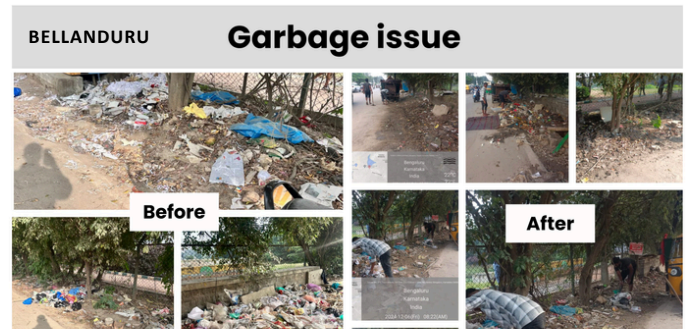 BELLANDURU
Garbage issue
Before
After
Bengaluru
Karnataka
India
Bengaluru
Karnataka
India